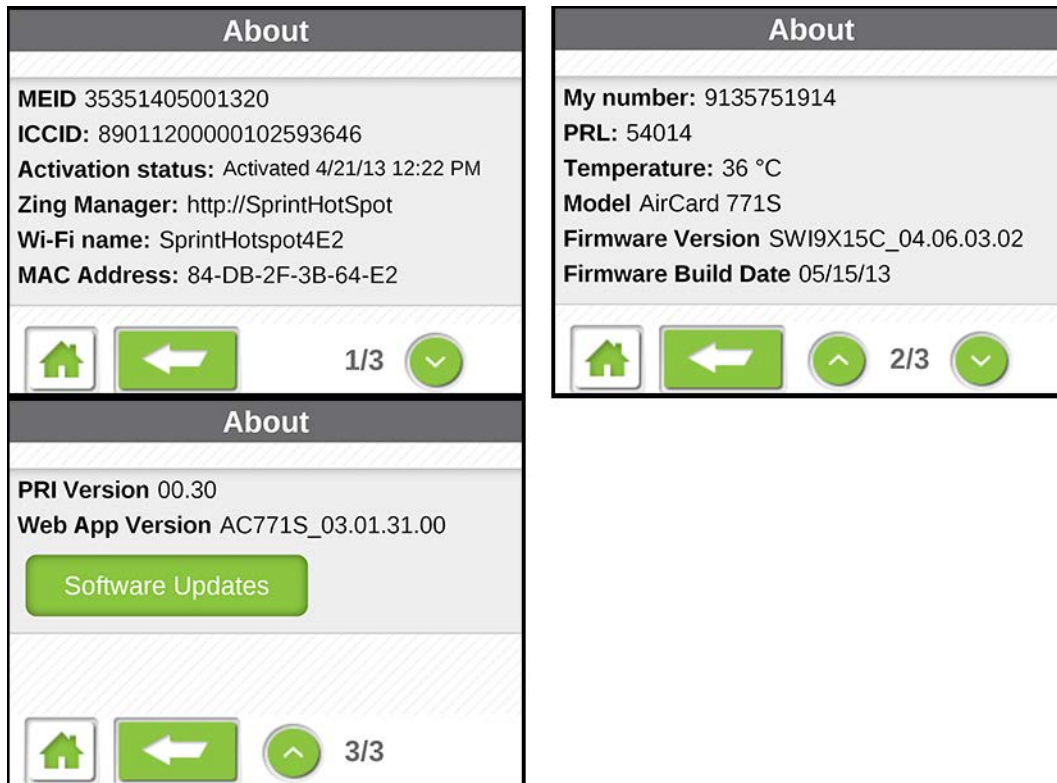 About
MEID 35351405001320
ICCID: 89011200000102593646
Activation status: Activated 4/21/13 12:22 PM
Zing Manager: http://SprintHotSpot
Wi-Fi name: SprintHotspot4E2
MAC Address: 84-DB-2F-3B-64-E2
1/3
About
My number: 9135751914
PRL: 54014
Temperature: 36 °C
Model AirCard 771S
Firmware Version SWI9X15C_04.06.03.02
Firmware Build Date 05/15/13
2/3
About
PRI Version 00.30
Web App Version AC771S_03.01.31.00
Software Updates
3/3